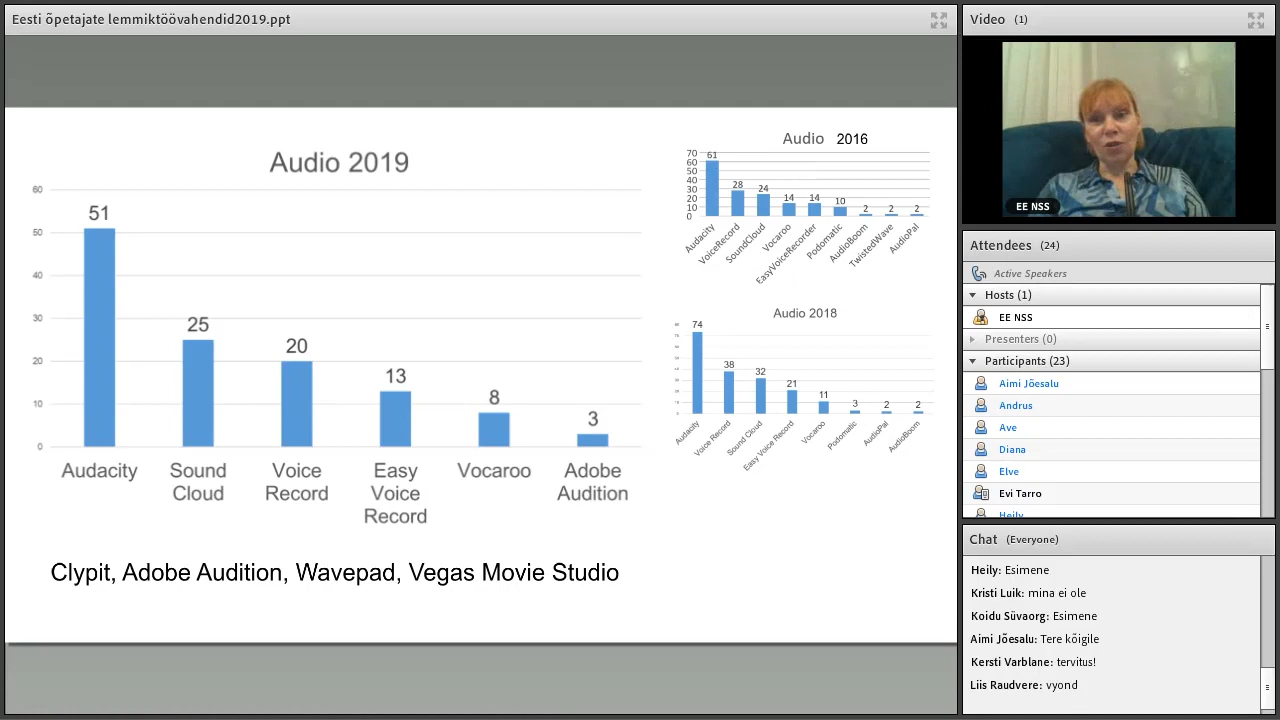 Eesti õpetajate lemmiktöövahendid2019.ppt
Audio 2019
60
50
40
30
20
10
0
51
25
20
13
8
3
Audacity
Sound
Cloud
Voice
Record
Easy
Voice
Record
Vocaroo
Adobe
Audition
Clypit, Adobe Audition, Wavepad, Vegas Movie Studio
Audio 2016
70
60
50
40
30
20
10
0
61
28
24
14
14
10
2
2
2
Audacity
VoiceRecord
SoundCloud
Vocaroo
EasyVoiceRecorder
Podomatic
AudioBoom
TwistedWave
AudioPal
Audio 2018
74
38
32
21
11
3
2
2
Audacity
Voice Record
Sound Cloud
Easy Voice Record
Vocaroo
Podomatic
AudioPal
AudioBoom
Video (1)
EE NSS
Attendees (24)
Active Speakers
Hosts (1)
EE NSS
Presenters (0)
Participants (23)
Aimi Jõesalu
Andrus
Ave
Diana
Elve
Evi Tarro
Heily
Chat (Everyone)
Heily: Esimene
Kristi Luik: mina ei ole
Koidu Süvaorg: Esimene
Aimi Jõesalu: Tere kõigile
Kersti Varblane: tervitus!
Liis Raudvere: vyond